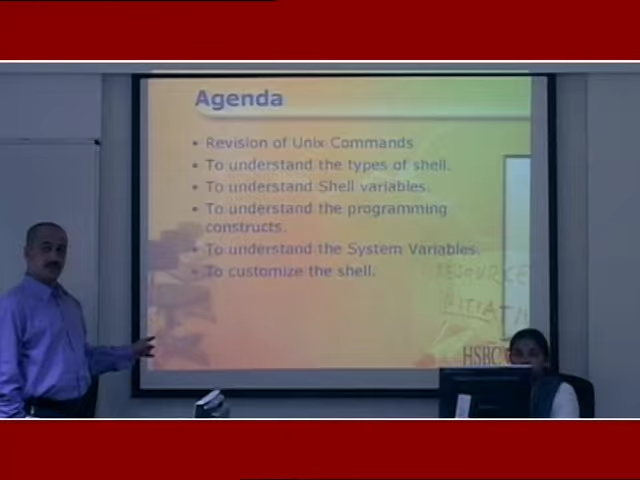 Agenda
• Revision of Unix Commands
• To understand the types of shell.
• To understand Shell variables.
• To understand the programming
constructs.
• To understand the System Variables.
• To customize the shell.
RESOURCE
HSBC